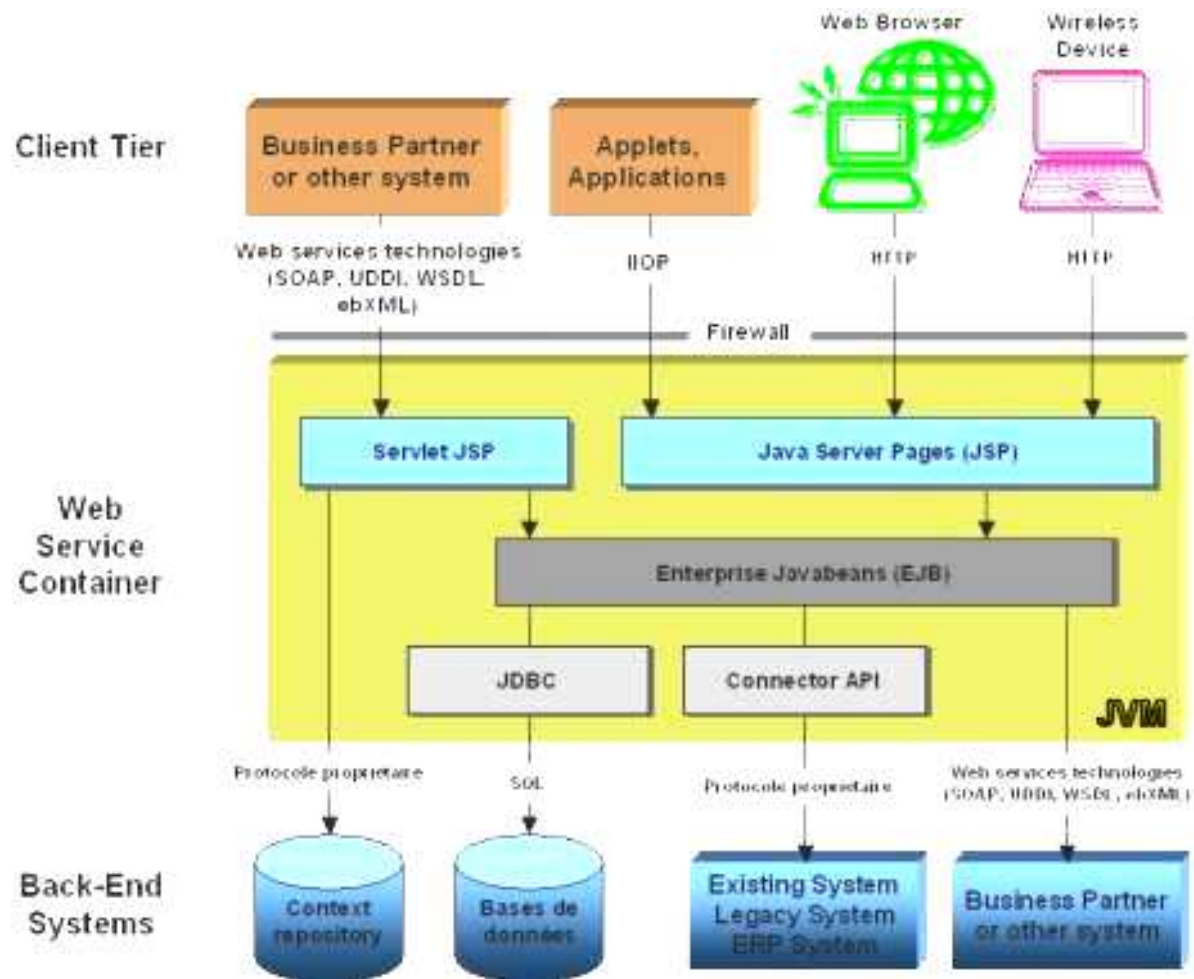 Web Browser
Wireless
Device
Client Tier
Business Partner
or other system
Applets,
Applications
Web services technologies
(SOAP, UDDI, WSDL,
ebXML)
IIOP
HTTP
HTTP
Firewall
Servlet JSP
Java Server Pages (JSP)
Web
Service
Container
Enterprise Javabeans (EJB)
JDBC
Connector API
JVM
Protocole propriétaire
SQL
Protocole propriétaire
Web services technologies
(SOAP, UDDI, WSDL, ebXML)
Back-End
Systems
Context
repository
Bases de
données
Existing System
Legacy System
ERP System
Business Partner
or other system